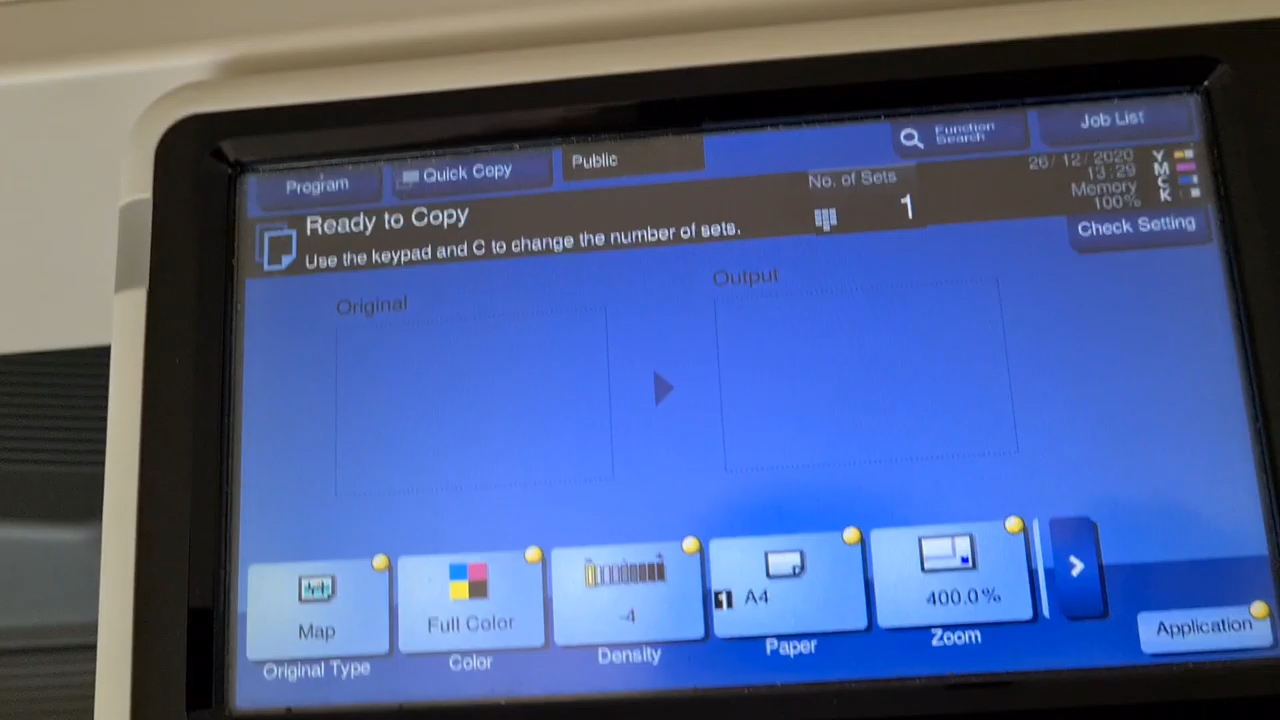 Program
Quick Copy
Public
Function
Search
Job List
Ready to Copy
Use the keypad and C to change the number of sets.
No. of Sets
1
26/12/2020
13:29
Memory
100%
Y
M
C
K
Check Setting
Original
Output
Map
Original Type
Full Color
Color
-4
Density
1 A4
Paper
400.0%
Zoom
Application